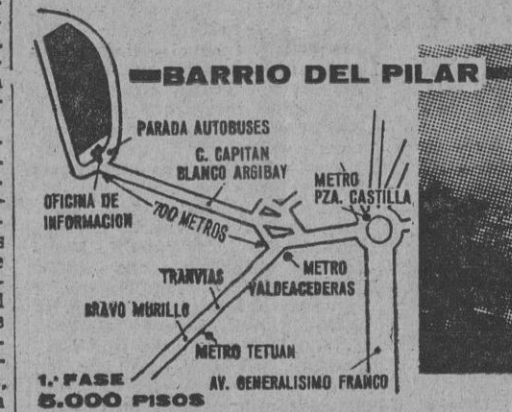 BARRIO DEL PILAR
PARADA AUTOBUSES
C. CAPITAN
BLANCO ARGIBAY
METRO
PZA. CASTILLA
OFICINA DE
INFORMACION
700 METROS
METRO
VALDEACEDERAS
TRANVIAS
BRAVO MURILLO
METRO TETUAN
AV. GENERALISIMO FRANCO
1.ª FASE
5.000 PISOS